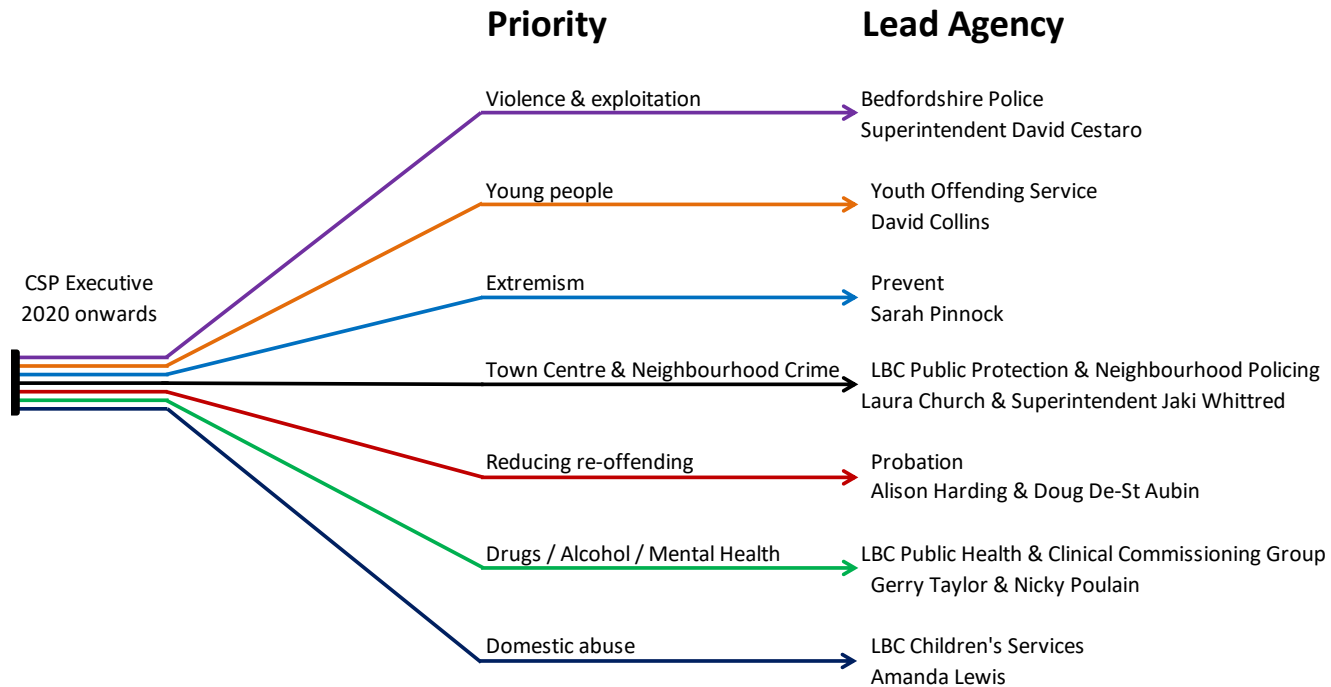 Priority
Lead Agency
Violence & exploitation
Bedfordshire Police
Superintendent David Cestaro
Young people
Youth Offending Service
David Collins
CSP Executive
2020 onwards
Extremism
Prevent
Sarah Pinnock
Town Centre & Neighbourhood Crime
LBC Public Protection & Neighbourhood Policing
Laura Church & Superintendent Jaki Whittred
Reducing re-offending
Probation
Alison Harding & Doug De-St Aubin
Drugs / Alcohol / Mental Health
LBC Public Health & Clinical Commissioning Group
Gerry Taylor & Nicky Poulain
Domestic abuse
LBC Children's Services
Amanda Lewis